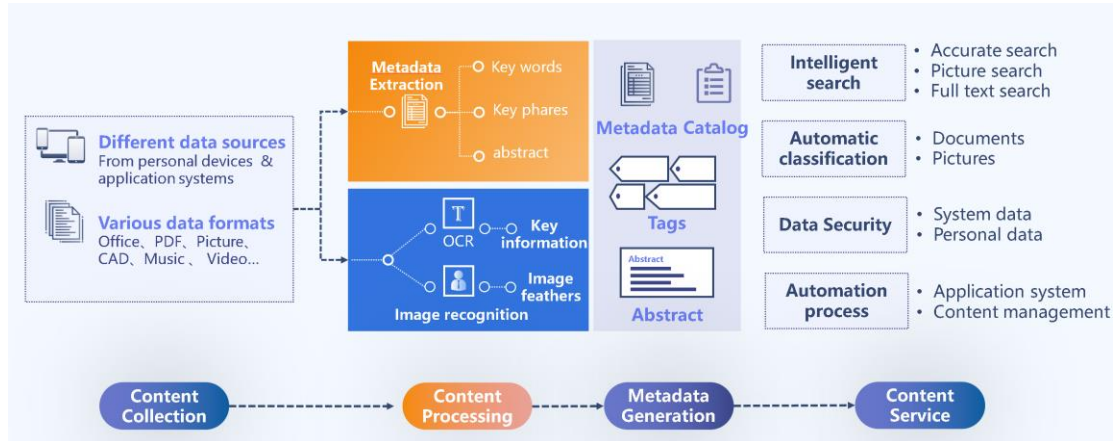 Different data sources
From personal devices &
application systems
Various data formats
Office、PDF、Picture、
CAD、Music 、Video...
Metadata
Extraction
Key words
Key phares
abstract
T
OCR
Key
information
Image
feathers
Image recognition
Metadata Catalog
Tags
Abstract
Abstract
Intelligent
search
• Accurate search
• Picture search
• Full text search
Automatic
classification
• Documents
• Pictures
Data Security
• System data
• Personal data
Automation
process
• Application system
• Content management
Content
Collection
Content
Processing
Metadada
Generation
Content
Service